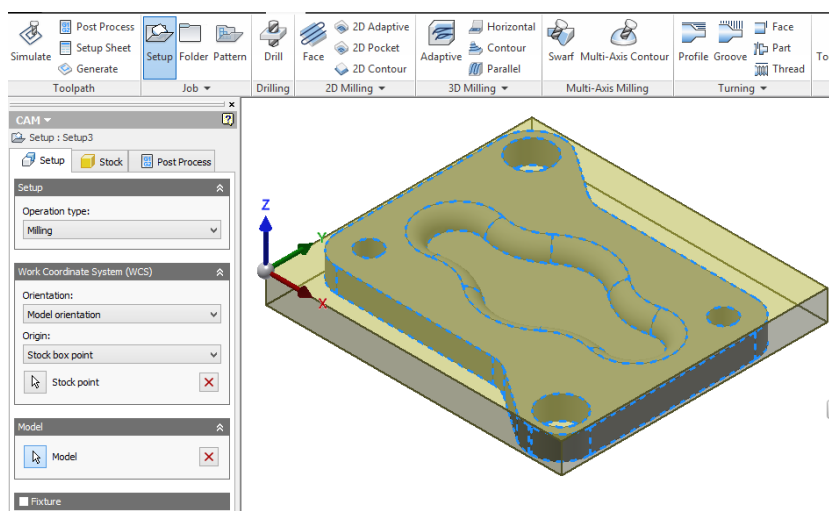 Post Process
Setup Sheet
Simulate
Generate
Toolpath
Setup Folder Pattern
Job
Drill
Drilling
Face
2D Adaptive
2D Pocket
2D Contour
2D Milling
Adaptive
Horizontal
Contour
Parallel
3D Milling
Swarf Multi-Axis Contour
Multi-Axis Milling
Profile Groove
Face
Part
Thread
Turning
CAM
Setup : Setup3
Setup Stock Post Process
Setup
Operation type:
Milling
Work Coordinate System (WCS)
Orientation:
Model orientation
Origin:
Stock box point
Stock point
Model
Model
Fixture
Z
Y
X